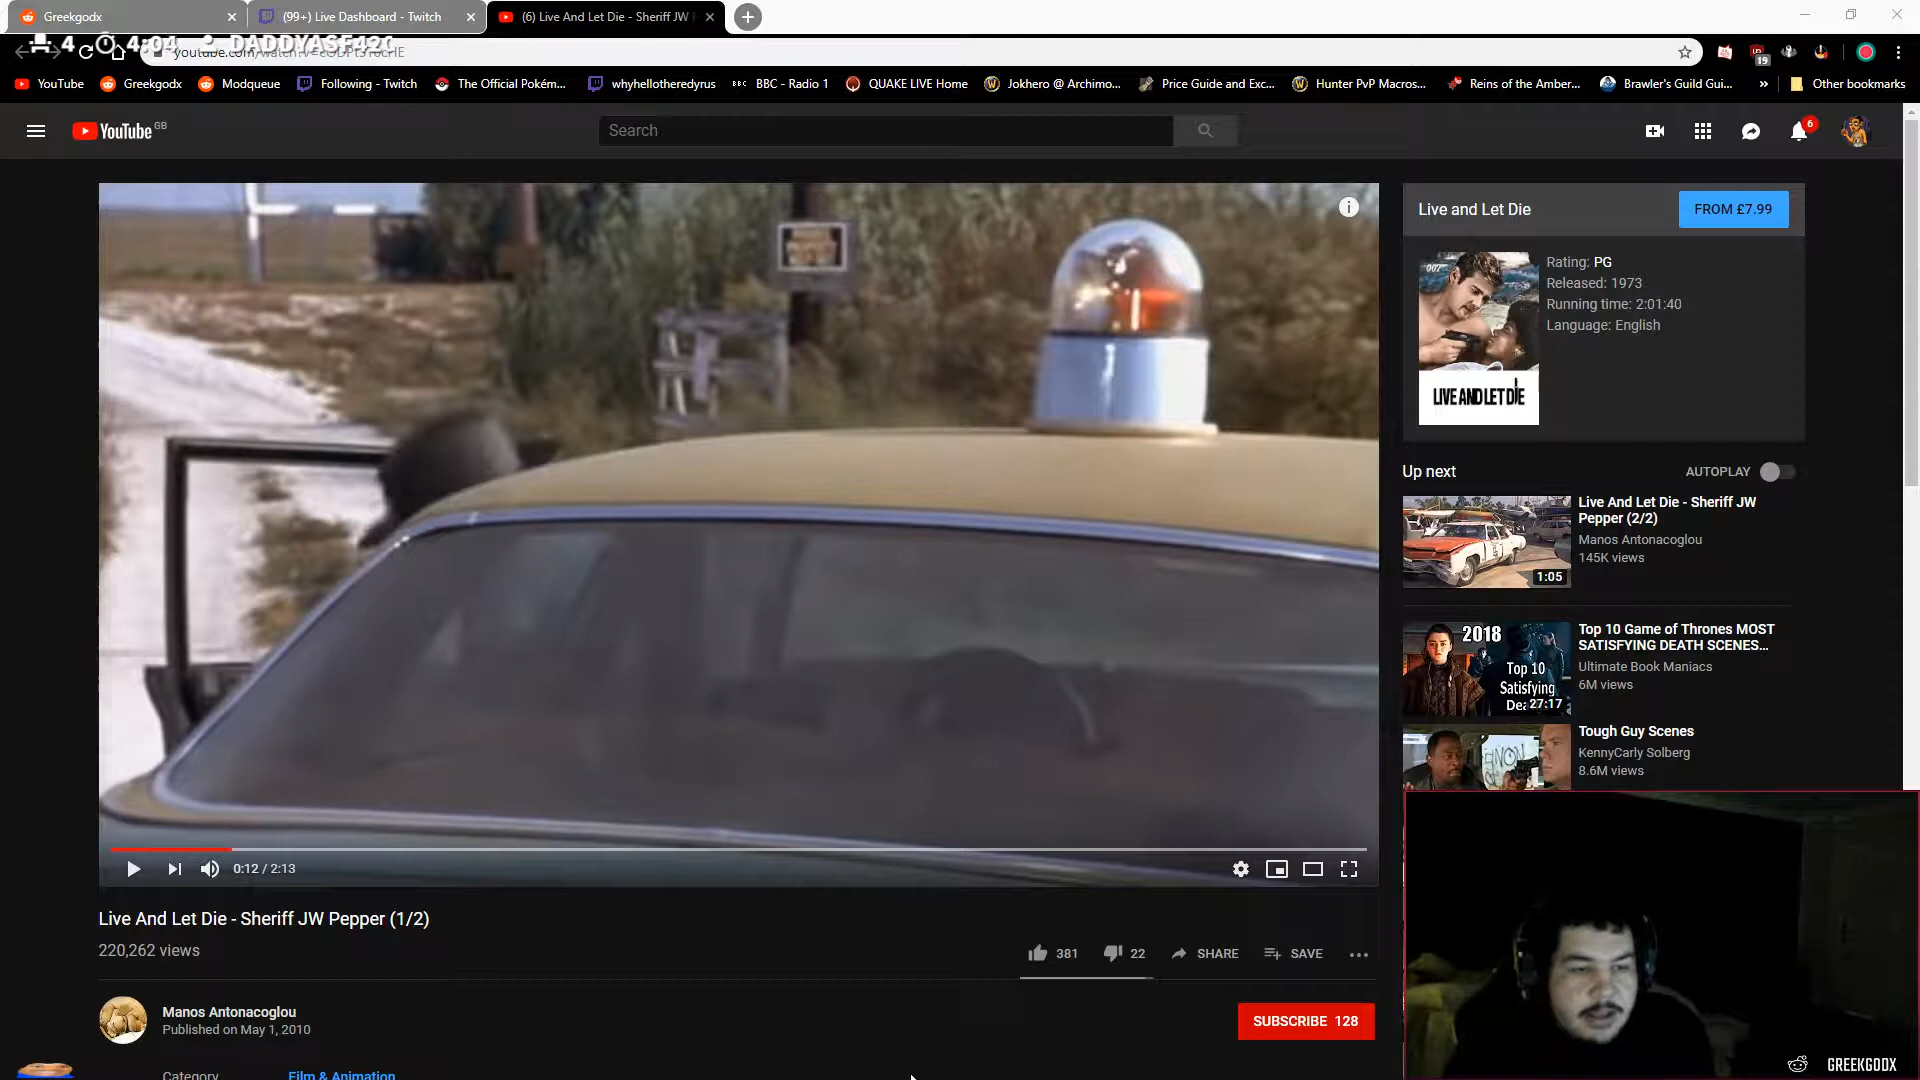 Greekgodx
(99+) Live Dashboard - Twitch
(6) Live And Let Die - Sheriff JW P
4 4:04 DADDYASF420
YouTube
Greekgodx
Modqueue
Following - Twitch
The Official Pokém...
whyhellotheredyrus
BBC - Radio 1
QUAKE LIVE Home
Jokhero @ Archimo...
Price Guide and Exc...
Hunter PvP Macros...
Reins of the Amber...
Brawler's Guild Gui...
»
Other bookmarks
19
YouTube GB
Search
6
Live and Let Die
FROM £7.99
007
LIVE AND LET DIE
Rating: PG
Released: 1973
Running time: 2:01:40
Language: English
Up next
AUTOPLAY
Live And Let Die - Sheriff JW
Pepper (2/2)
Manos Antonacoglou
145K views
1:05
2018
Top 10
Satisfying
27:17
Top 10 Game of Thrones MOST
SATISFYING DEATH SCENES...
Ultimate Book Maniacs
6M views
Tough Guy Scenes
KennyCarly Solberg
8.6M views
0:12 / 2:13
Live And Let Die - Sheriff JW Pepper (1/2)
220,262 views
381
22
SHARE
SAVE
Manos Antonacoglou
Published on May 1, 2010
SUBSCRIBE 128
Category
Film & Animation
GREEKGODX